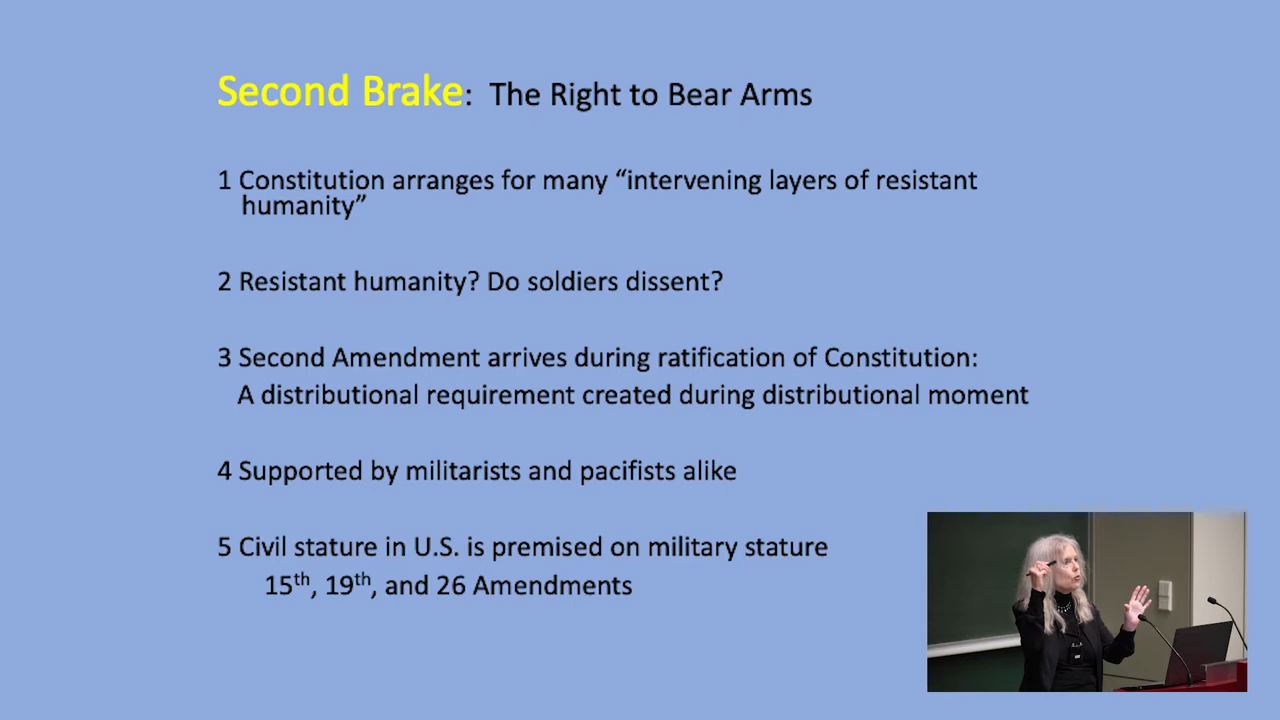 Second Brake: The Right to Bear Arms
1 Constitution arranges for many “intervening layers of resistant
humanity”
2 Resistant humanity? Do soldiers dissent?
3 Second Amendment arrives during ratification of Constitution:
A distributional requirement created during distributional moment
4 Supported by militarists and pacifists alike
5 Civil stature in U.S. is premised on military stature
15th, 19th, and 26 Amendments